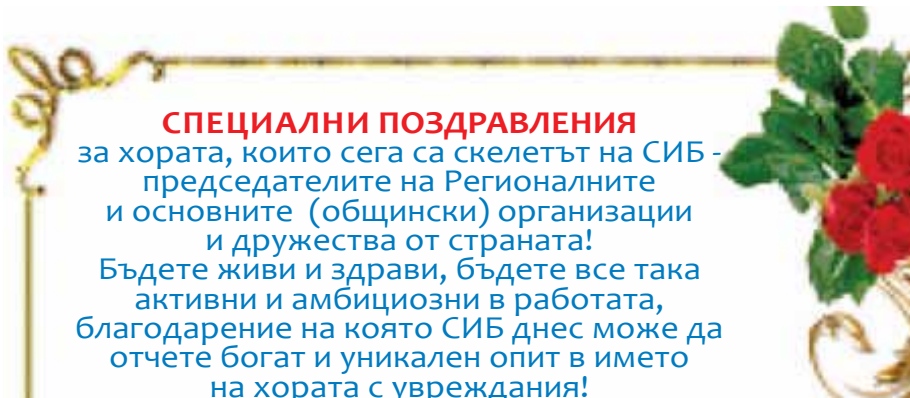 СПЕЦИАЛНИ ПОЗДРАВЛЕНИЯ
за хората, които сега са скелетът на СИБ -
председателите на Регионалните
и основните (общински) организации
и дружества от страната!
Бъдете живи и здрави, бъдете все така
активни и амбициозни в работата,
благодарение на която СИБ днес може да
отчете богат и уникален опит в името
на хората с увреждания!